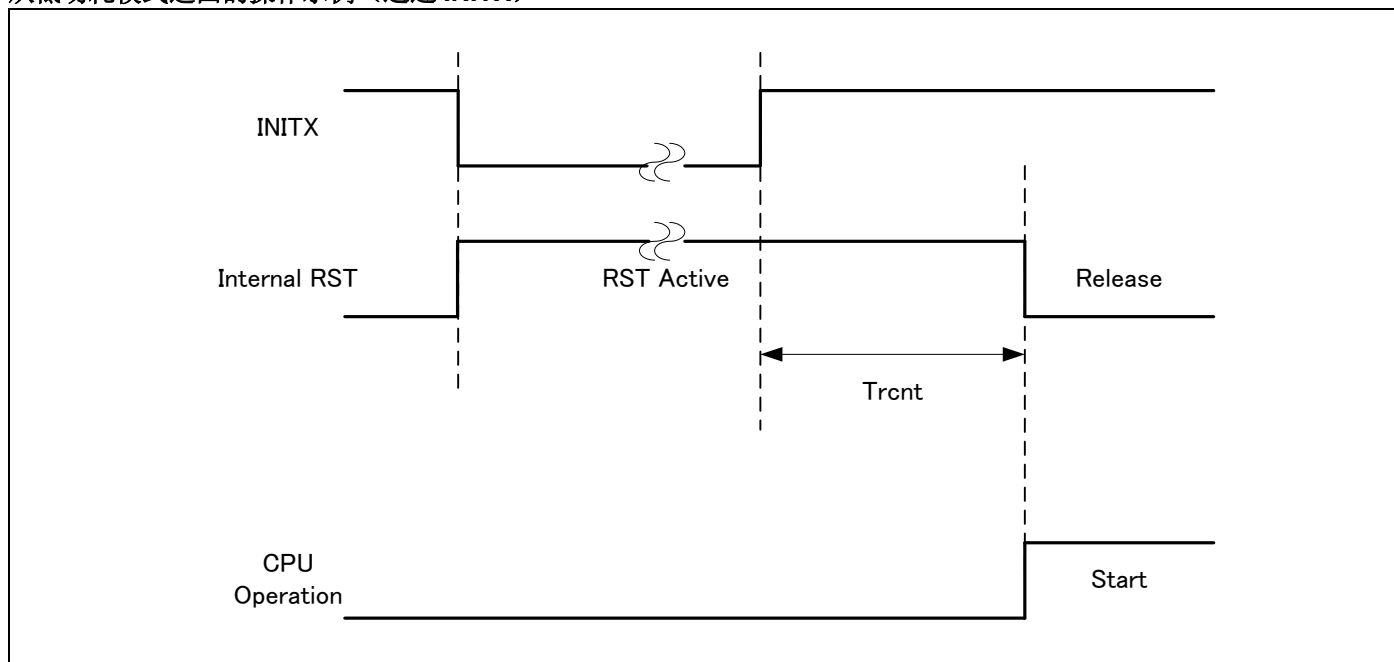 INITX
Internal RST
RST Active
Release
Trcnt
CPU
Operation
Start